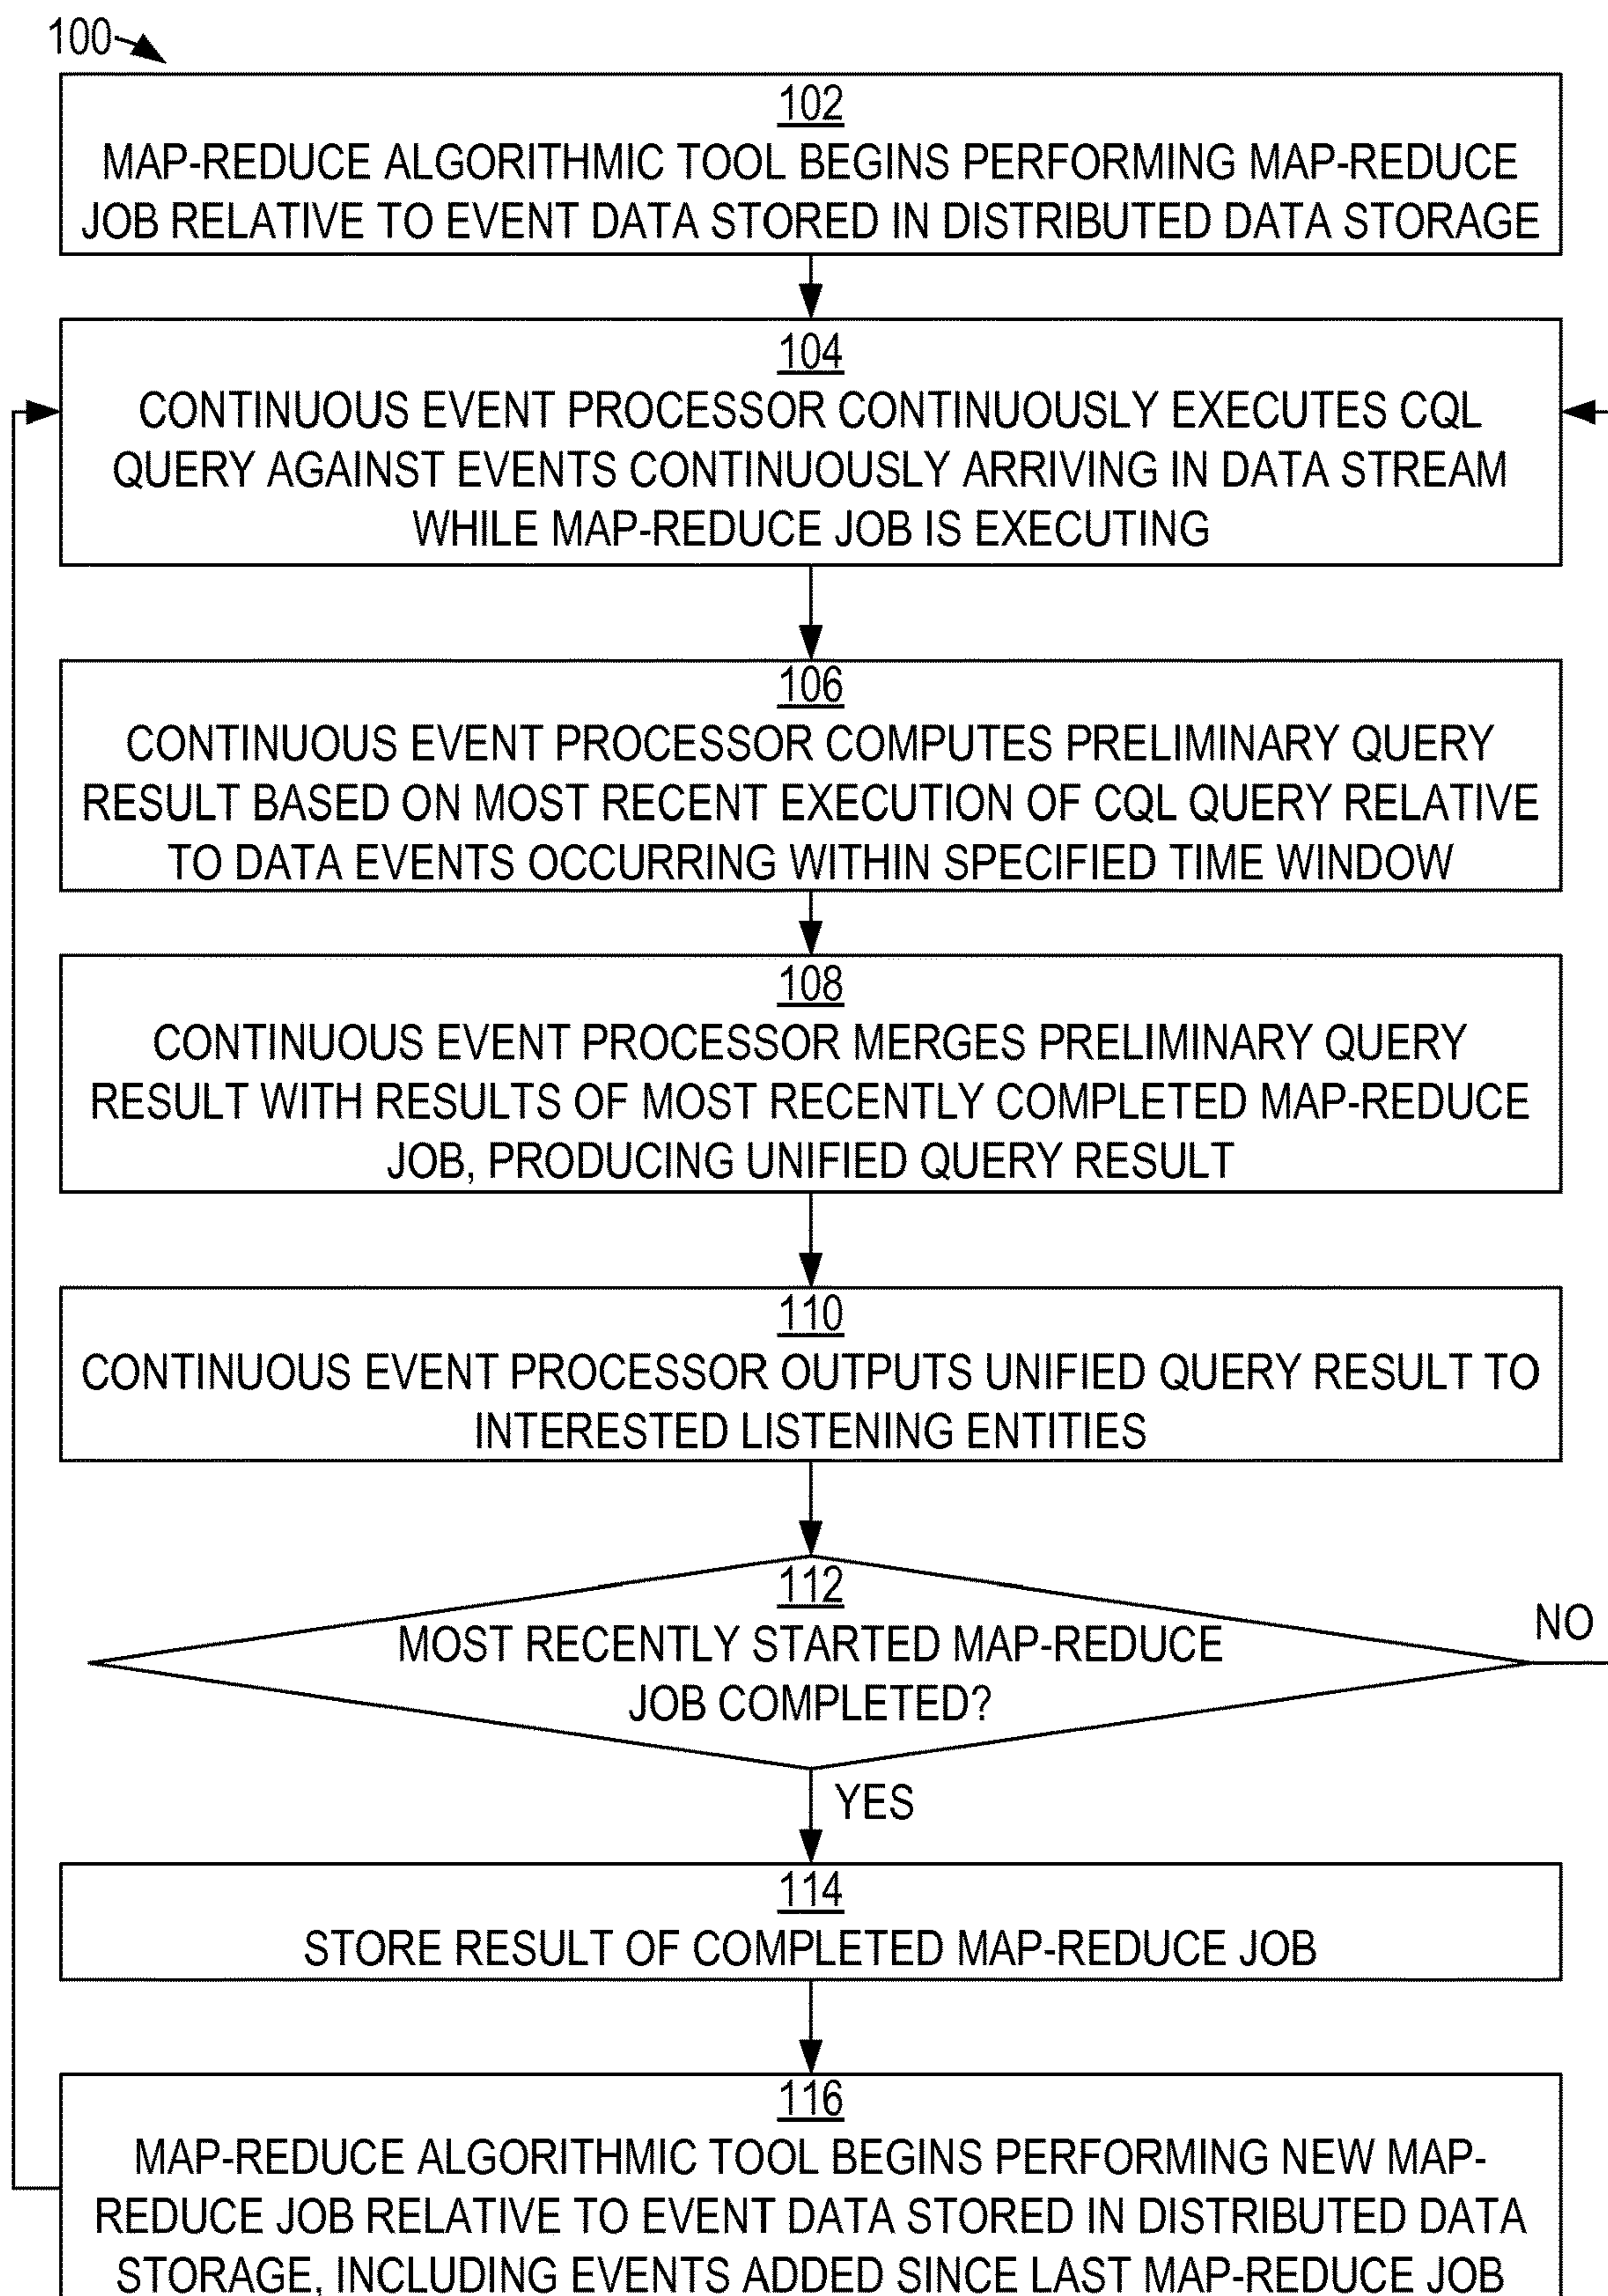 100
102
MAP-REDUCE ALGORITHMIC TOOL BEGINS PERFORMING MAP-REDUCE
JOB RELATIVE TO EVENT DATA STORED IN DISTRIBUTED DATA STORAGE
104
CONTINUOUS EVENT PROCESSOR CONTINUOUSLY EXECUTES CQL
QUERY AGAINST EVENTS CONTINUOUSLY ARRIVING IN DATA STREAM
WHILE MAP-REDUCE JOB IS EXECUTING
106
CONTINUOUS EVENT PROCESSOR COMPUTES PRELIMINARY QUERY
RESULT BASED ON MOST RECENT EXECUTION OF CQL QUERY RELATIVE
TO DATA EVENTS OCCURRING WITHIN SPECIFIED TIME WINDOW
108
CONTINUOUS EVENT PROCESSOR MERGES PRELIMINARY QUERY
RESULT WITH RESULTS OF MOST RECENTLY COMPLETED MAP-REDUCE
JOB, PRODUCING UNIFIED QUERY RESULT
110
CONTINUOUS EVENT PROCESSOR OUTPUTS UNIFIED QUERY RESULT TO
INTERESTED LISTENING ENTITIES
112
MOST RECENTLY STARTED MAP-REDUCE
JOB COMPLETED?
NO
YES
114
STORE RESULT OF COMPLETED MAP-REDUCE JOB
116
MAP-REDUCE ALGORITHMIC TOOL BEGINS PERFORMING NEW MAP-
REDUCE JOB RELATIVE TO EVENT DATA STORED IN DISTRIBUTED DATA
STORAGE, INCLUDING EVENTS ADDED SINCE LAST MAP-REDUCE JOB